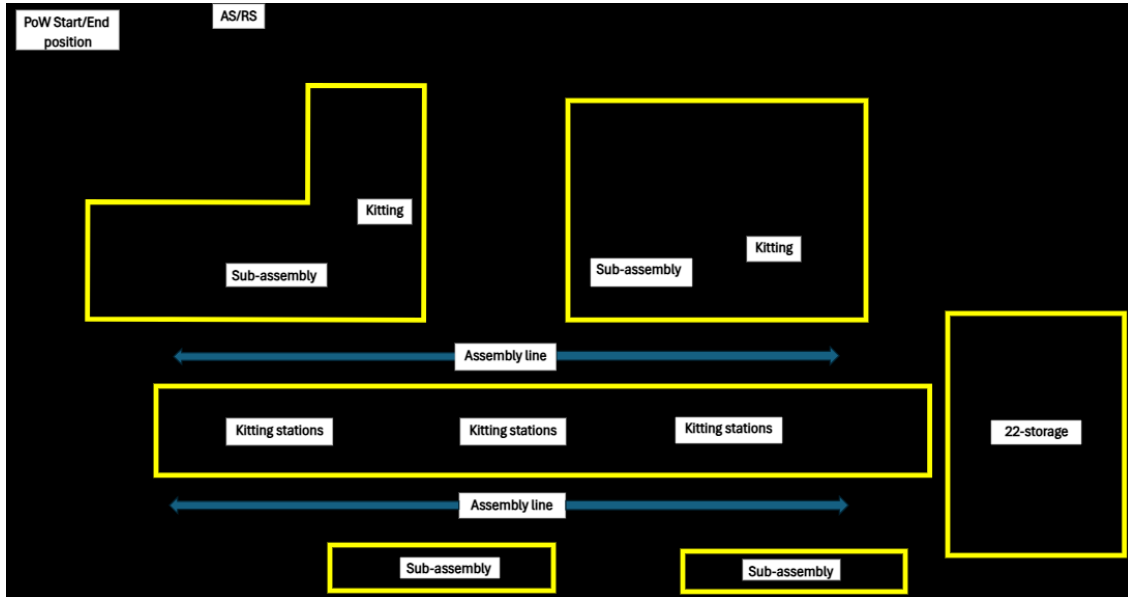 PoW Start/End
position
AS/RS
Kitting
Sub-assembly
Sub-assembly
Kitting
Assembly line
Kitting stations
Kitting stations
Kitting stations
22-storage
Assembly line
Sub-assembly
Sub-assembly